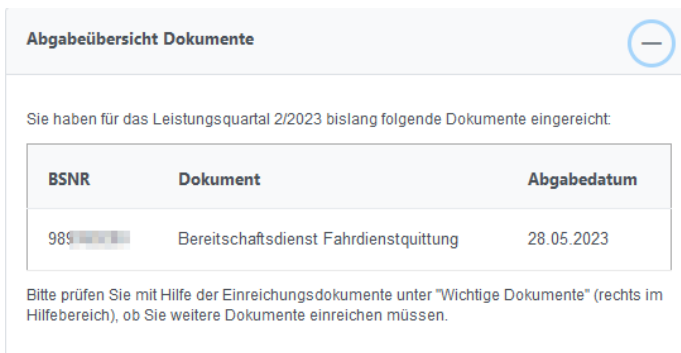 Abgabeübersicht Dokumente
Sie haben für das Leistungsquartal 2/2023 bislang folgende Dokumente eingereicht:
BSNR Dokument Abgabedatum
989 Bereitschaftsdienst Fahrdienstquittung 28.05.2023
Bitte prüfen Sie mit Hilfe der Einreichungsdokumente unter "Wichtige Dokumente" (rechts im
Hilfebereich), ob Sie weitere Dokumente einreichen müssen.